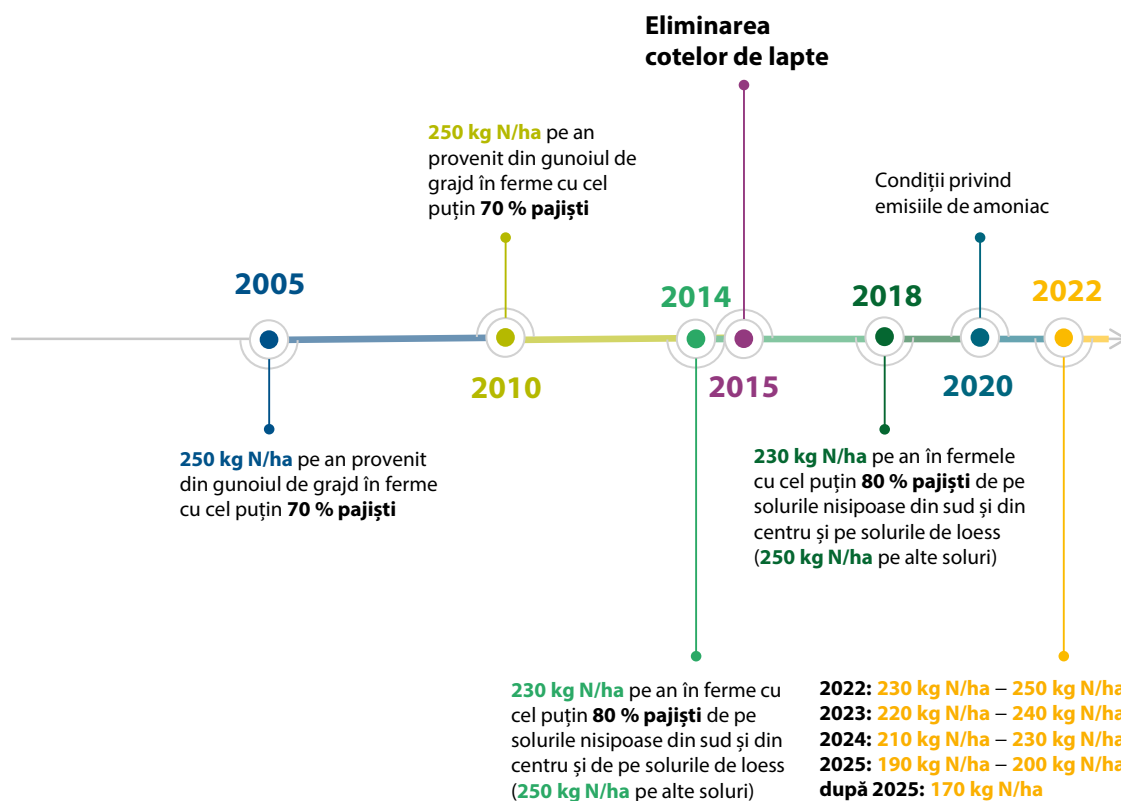 Eliminarea
cotelor de lapte
250 kg N/ha pe an
provenit din gunoiul de
grajd în ferme cu cel
puțin 70 % pajiști
Condiții privind
emisiile de amoniac
2005
2014
2018
2022
2010
2015
2020
250 kg N/ha pe an provenit
din gunoiul de grajd în ferme
cu cel puțin 70 % pajiști
230 kg N/ha pe an în fermele
cu cel puțin 80 % pajiști de pe
solurile nisipoase din sud și din
centru și pe solurile de loess
(250 kg N/ha pe alte soluri)
230 kg N/ha pe an în ferme cu
cel puțin 80 % pajiști de pe
solurile nisipoase din sud și din
centru și de pe solurile de loess
(250 kg N/ha pe alte soluri)
2022: 230 kg N/ha – 250 kg N/ha
2023: 220 kg N/ha – 240 kg N/ha
2024: 210 kg N/ha – 230 kg N/ha
2025: 190 kg N/ha – 200 kg N/ha
după 2025: 170 kg N/ha